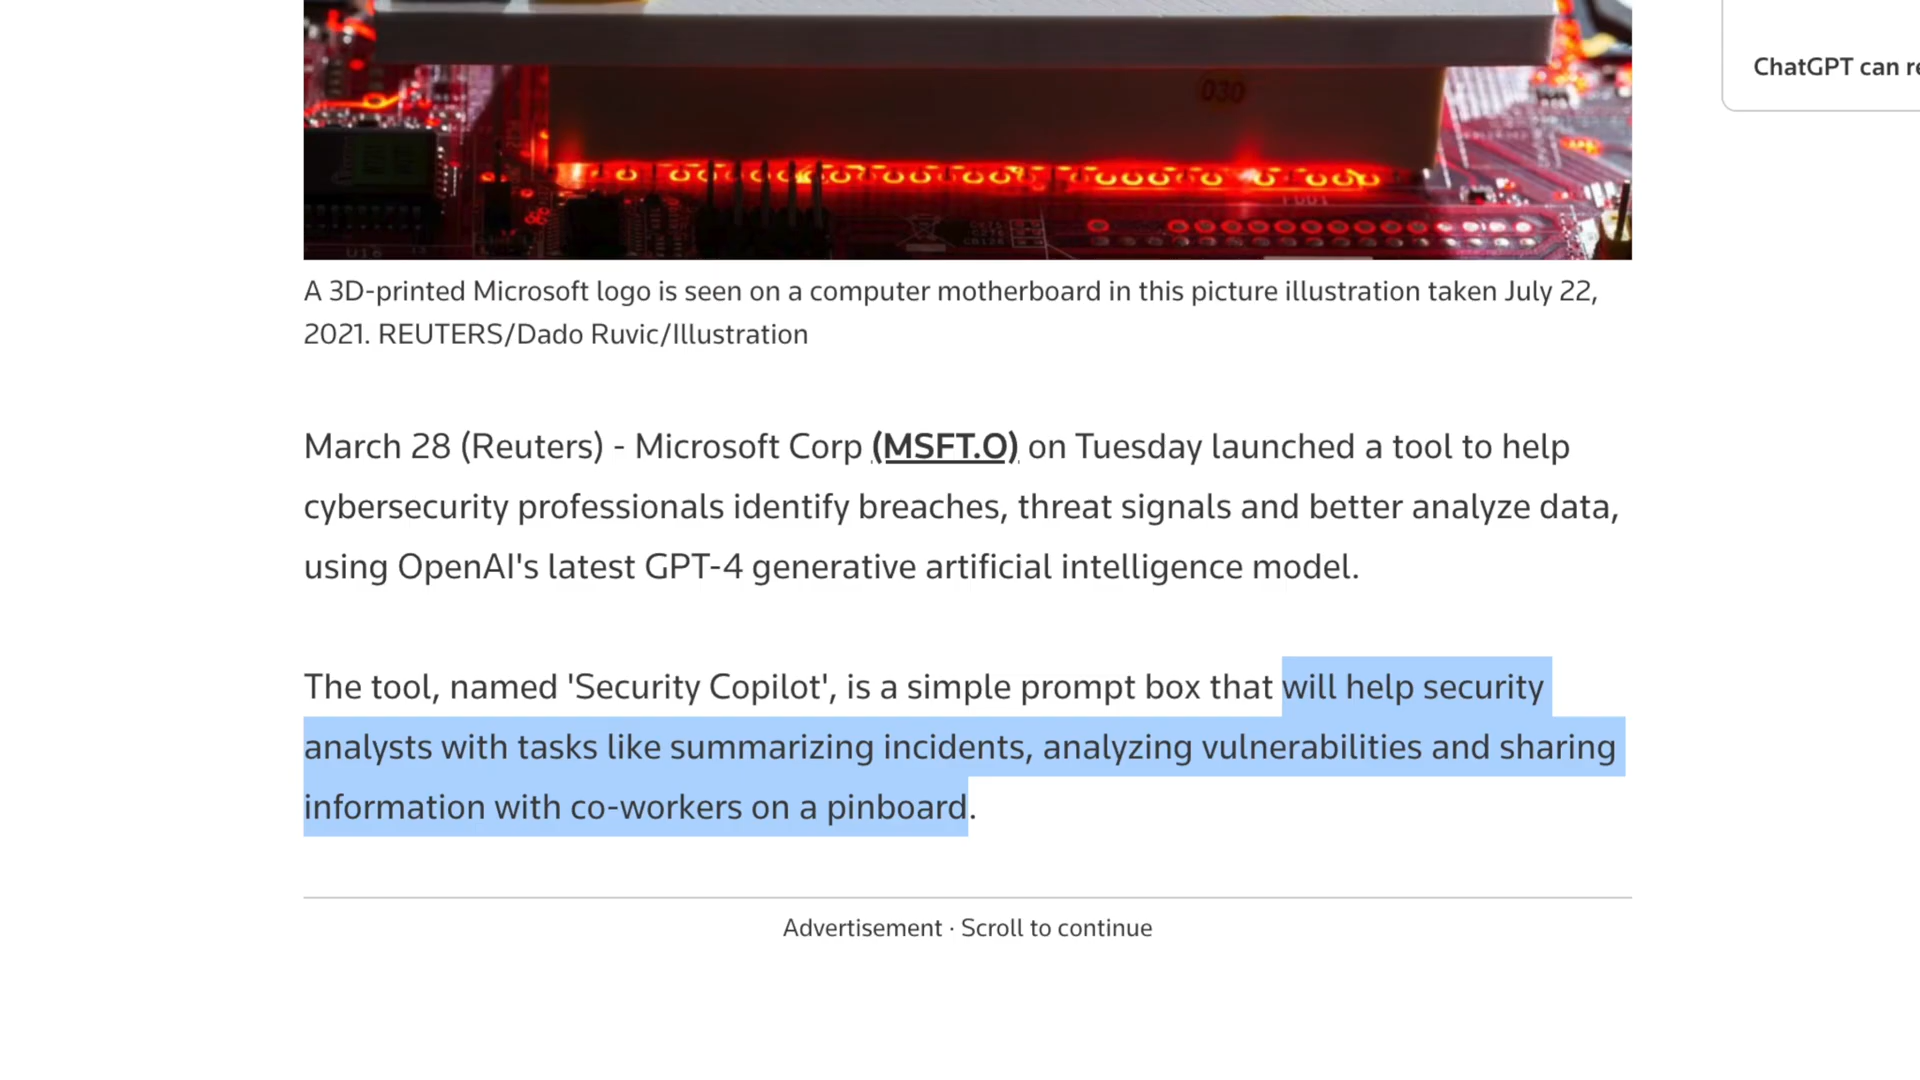 ChatGPT can re
030
A 3D-printed Microsoft logo is seen on a computer motherboard in this picture illustration taken July 22,
2021. REUTERS/Dado Ruvic/Illustration
March 28 (Reuters) - Microsoft Corp (MSFT.O) on Tuesday launched a tool to help
cybersecurity professionals identify breaches, threat signals and better analyze data,
using OpenAI's latest GPT-4 generative artificial intelligence model.
The tool, named 'Security Copilot', is a simple prompt box that will help security
analysts with tasks like summarizing incidents, analyzing vulnerabilities and sharing
information with co-workers on a pinboard.
Advertisement · Scroll to continue